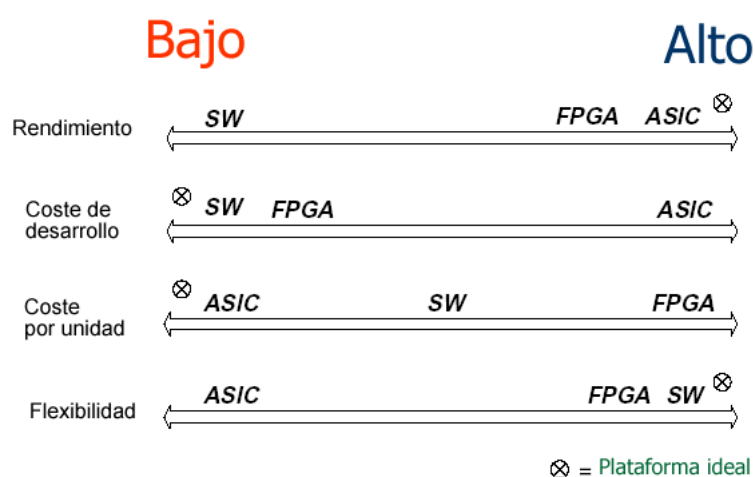 Bajo Alto
Rendimiento SW FPGA ASIC
Coste de desarrollo SW FPGA ASIC
Coste por unidad ASIC SW FPGA
Flexibilidad ASIC FPGA SW
⊗ = Plataforma ideal